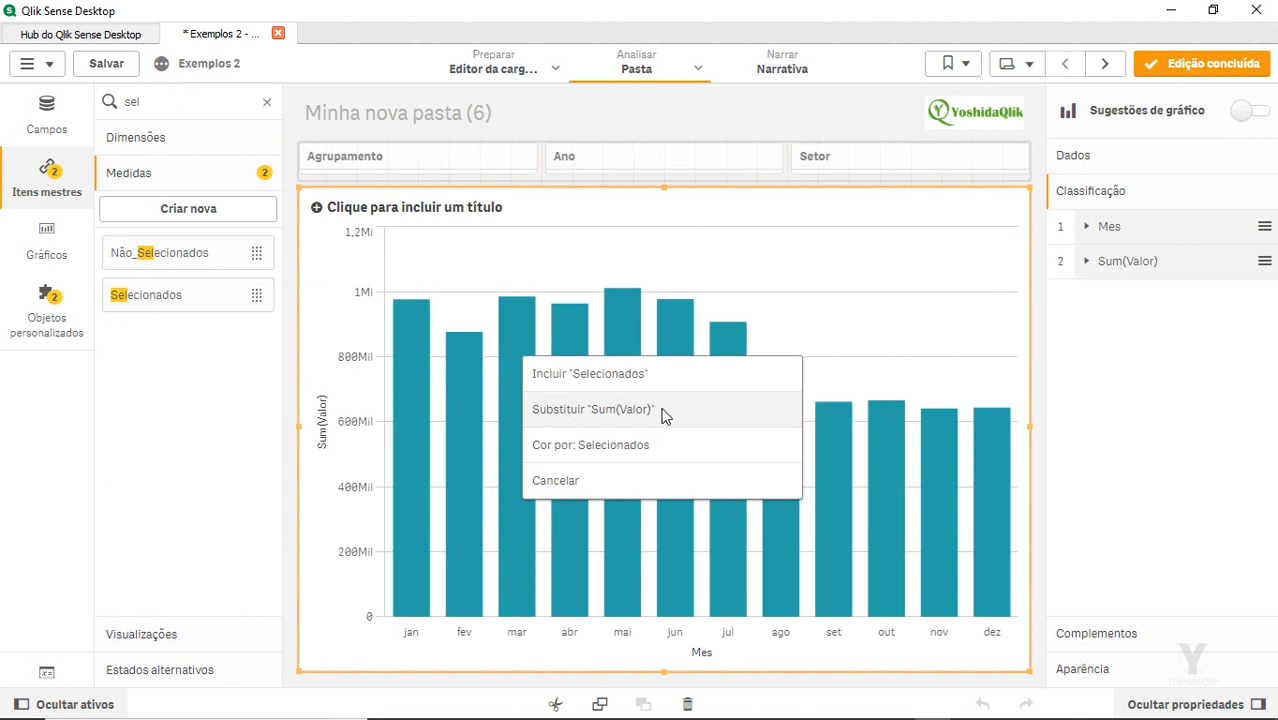 Qlik Sense Desktop
Hub do Qlik Sense Desktop
* Exemplos 2 - ...
Salvar
Exemplos 2
Preparar
Editor da carg...
Analisar
Pasta
Narrar
Narrativa
Edição concluída
Campos
2
Itens mestres
Gráficos
2
Objetos
personalizados
sel
Dimensões
Medidas
2
Criar nova
Não_Selecionados
Selecionados
Visualizações
Estados alternativos
Minha nova pasta (6)
YoshidaQlik
Agrupamento
Ano
Setor
Clique para incluir um título
1,2Mi
1Mi
800Mil
600Mil
400Mil
200Mil
0
Sum(Valor)
Incluir "Selecionados"
Substituir "Sum(Valor)"
Cor por: Selecionados
Cancelar
jan fev mar abr mai jun jul ago set out nov dez
Mes
Sugestões de gráfico
Dados
Classificação
1 Mes
2 Sum(Valor)
Complementos
Aparência
Y
YoshidaQlik
Ocultar ativos
Ocultar propriedades